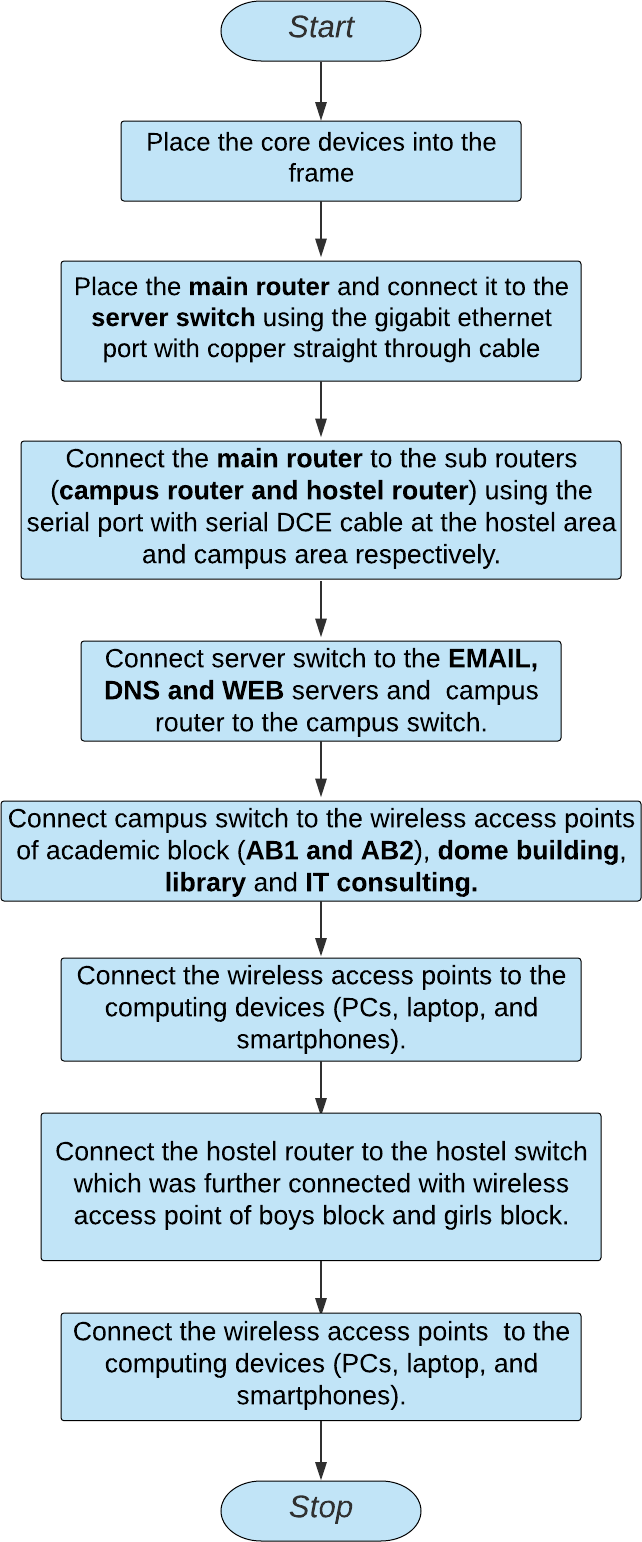 Start
Place the core devices into the
frame
Place the main router and connect it to the
server switch using the gigabit ethernet
port with copper straight through cable
Connect the main router to the sub routers
(campus router and hostel router) using the
serial port with serial DCE cable at the hostel area
and campus area respectively.
Connect server switch to the EMAIL,
DNS and WEB servers and  campus
router to the campus switch.
Connect campus switch to the wireless access points
of academic block (AB1 and AB2), dome building,
library and IT consulting.
Connect the wireless access points to the
computing devices (PCs, laptop, and
smartphones).
Connect the hostel router to the hostel switch
which was further connected with wireless
access point of boys block and girls block.
Connect the wireless access points  to the
computing devices (PCs, laptop, and
smartphones).
Stop